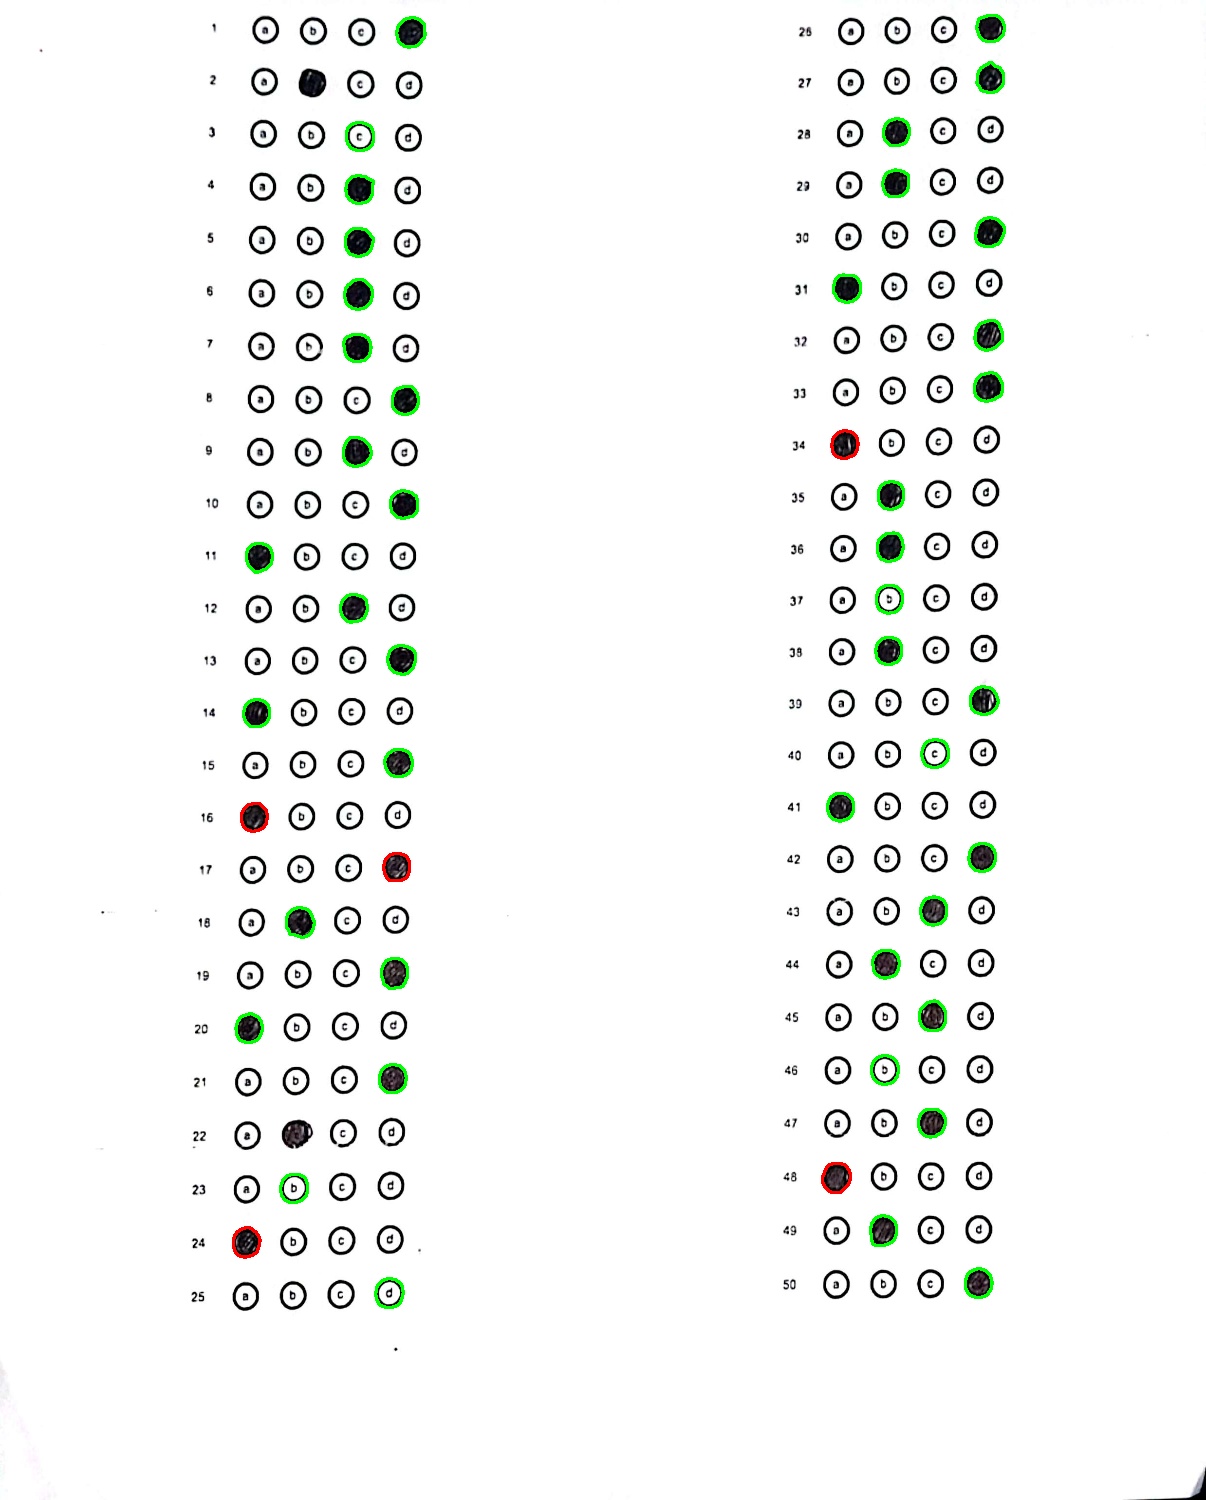 1 a b c
2 a c d
3 a b c d
4 a b d
5 a b d
6 a b d
7 a b d
8 a b c
9 a b d
10 a b c
11 b c d
12 a b d
13 a b c
14 b c d
15 a b c
16 b c d
17 a b c
18 a c d
19 a b c
20 b c d
21 a b c
22 a c d
23 a b c d
24 b c d
25 a b c d
26 a b c
27 a b c
28 a c d
29 a c d
30 a b c
31 b c d
32 a b c
33 a b c
34 b c d
35 a c d
36 a c d
37 a b c d
38 a c d
39 a b c
40 a b c d
41 b c d
42 a b c
43 a b d
44 a c d
45 a b d
46 a b c d
47 a b d
48 b c d
49 a c d
50 a b c